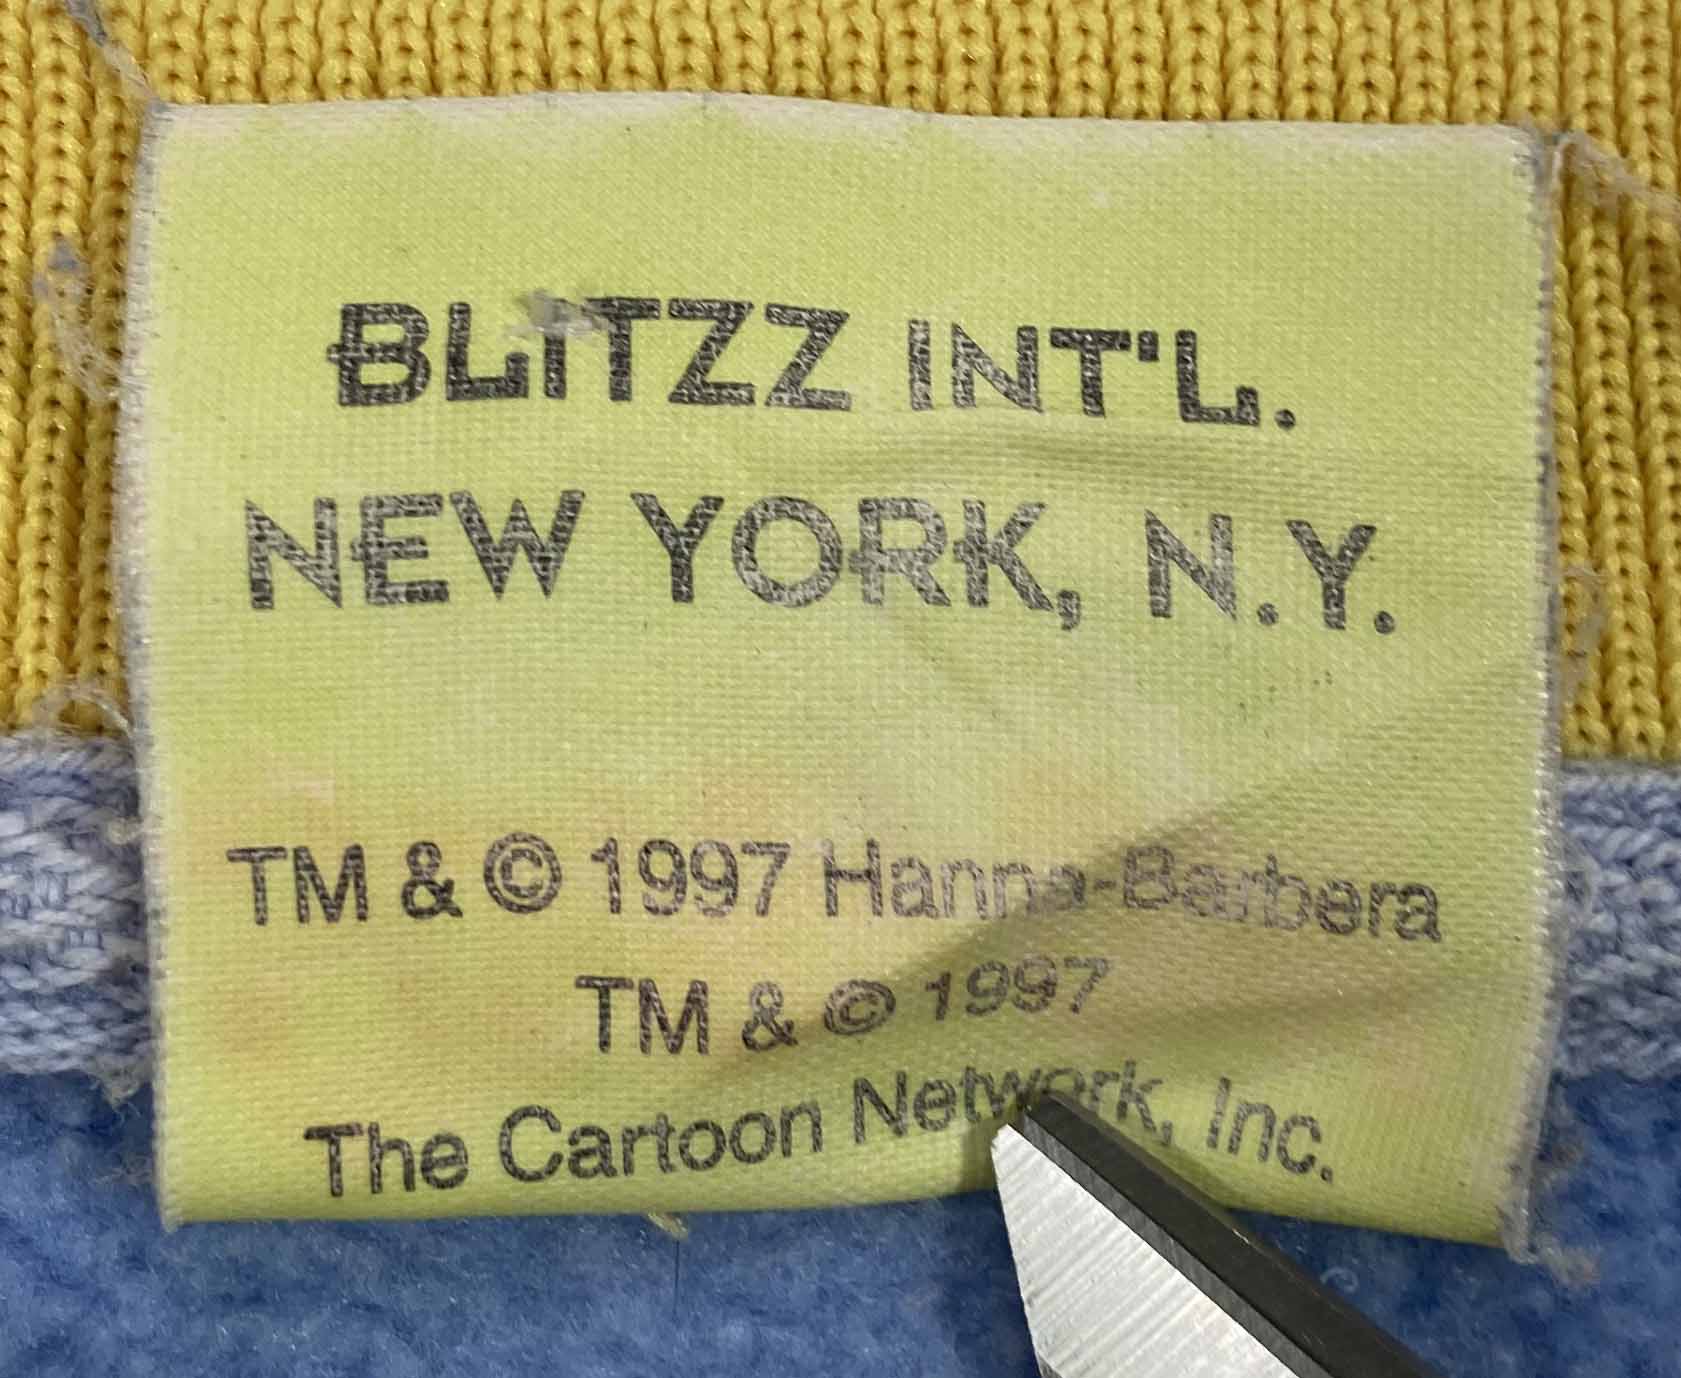 BLITZZ INT'L.
NEW YORK, N.Y.
TM & © 1997 Hanna-Barbera
TM & © 1997
The Cartoon Network, Inc.